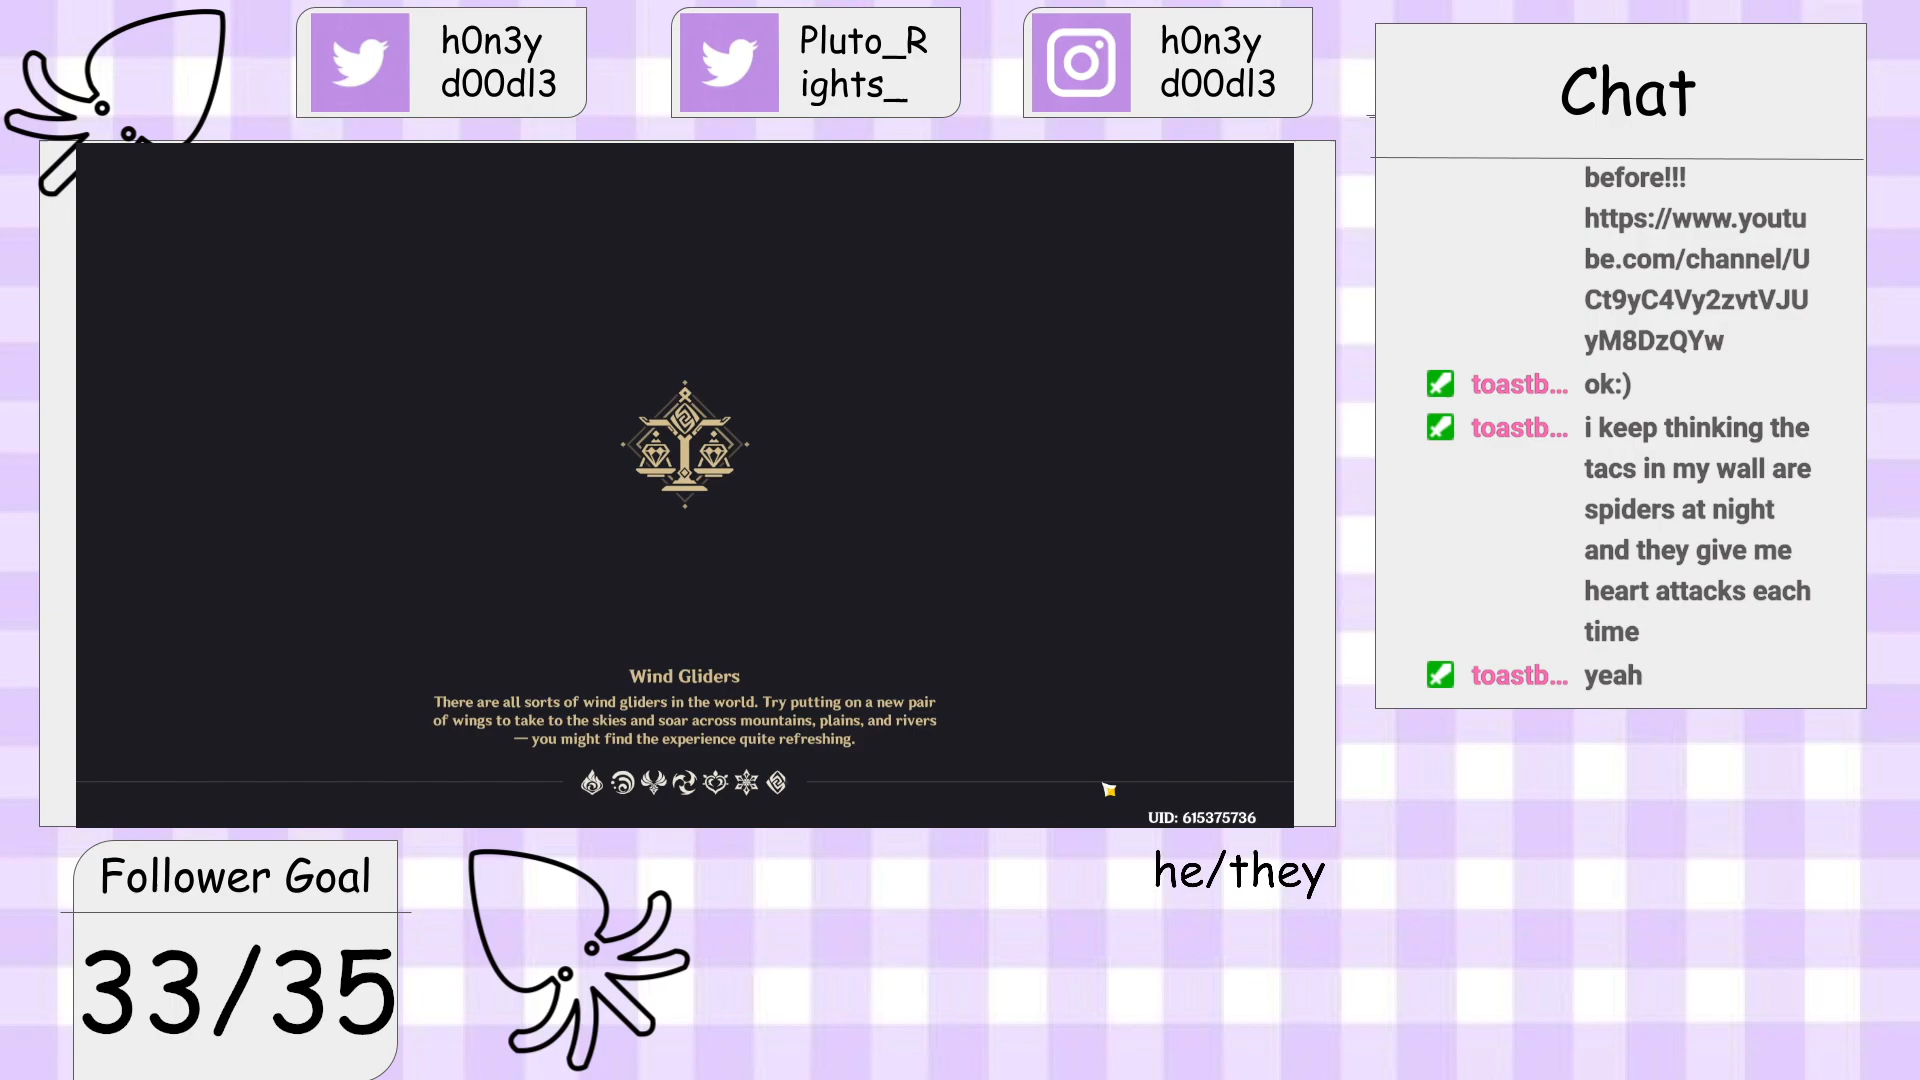 h0n3y
d00dl3
Pluto_R
ights_
h0n3y
d00dl3
Chat
before!!!
https://www.youtu
be.com/channel/U
Ct9yC4Vy2zvtVJU
yM8DzQYw
toastb... ok:)
toastb... i keep thinking the
tacs in my wall are
spiders at night
and they give me
heart attacks each
time
toastb... yeah
Wind Gliders
There are all sorts of wind gliders in the world. Try putting on a new pair
of wings to take to the skies and soar across mountains, plains, and rivers
— you might find the experience quite refreshing.
UID: 615375736
he/they
Follower Goal
33/35